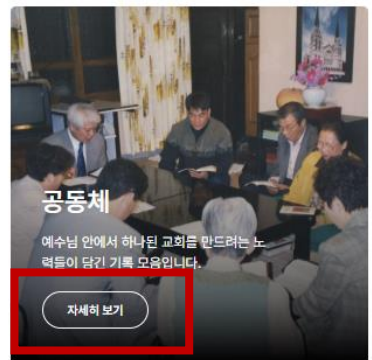 공동체
예수님 안에서 하나된 교회를 만드려는 노
력들이 담긴 기록 모음입니다.
자세히 보기